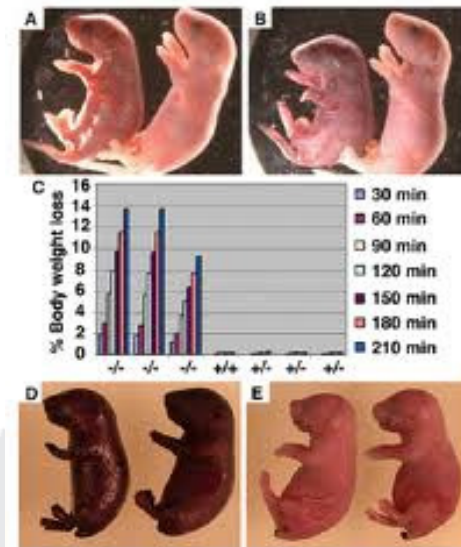 A
B
C
% Body weight loss
16
14
12
10
8
6
4
2
0
-/-
-/-
-/-
+/+
+/-
+/-
+/-
30 min
60 min
90 min
120 min
150 min
180 min
210 min
D
E